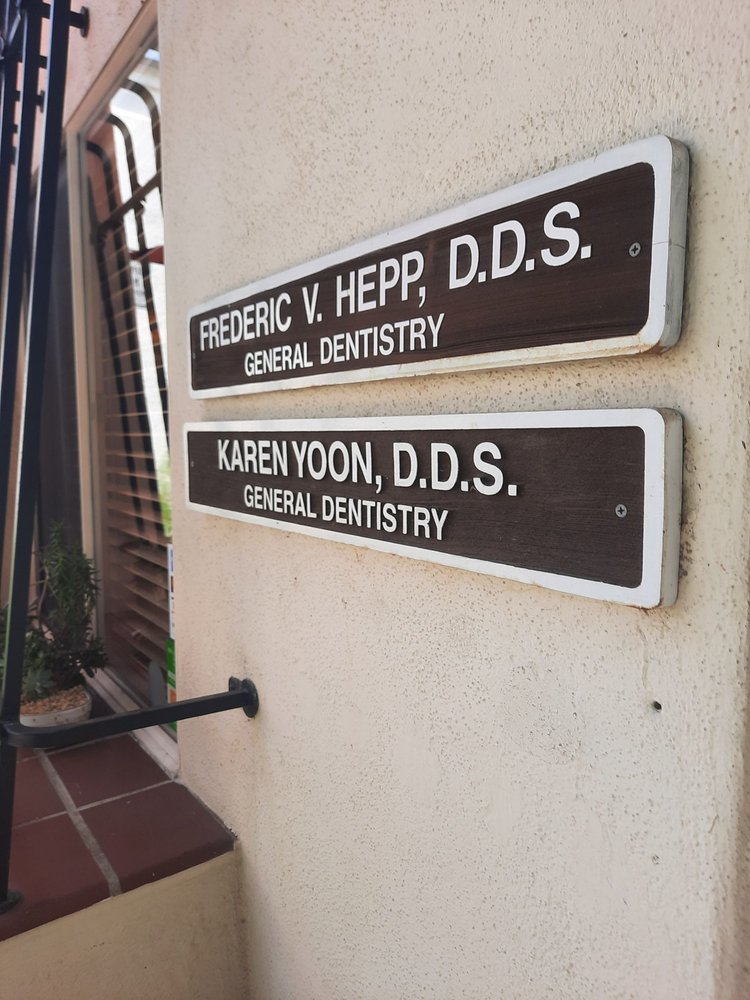 FREDERIC V. HEPP, D.D.S.
GENERAL DENTISTRY
KAREN YOON, D.D.S.
GENERAL DENTISTRY